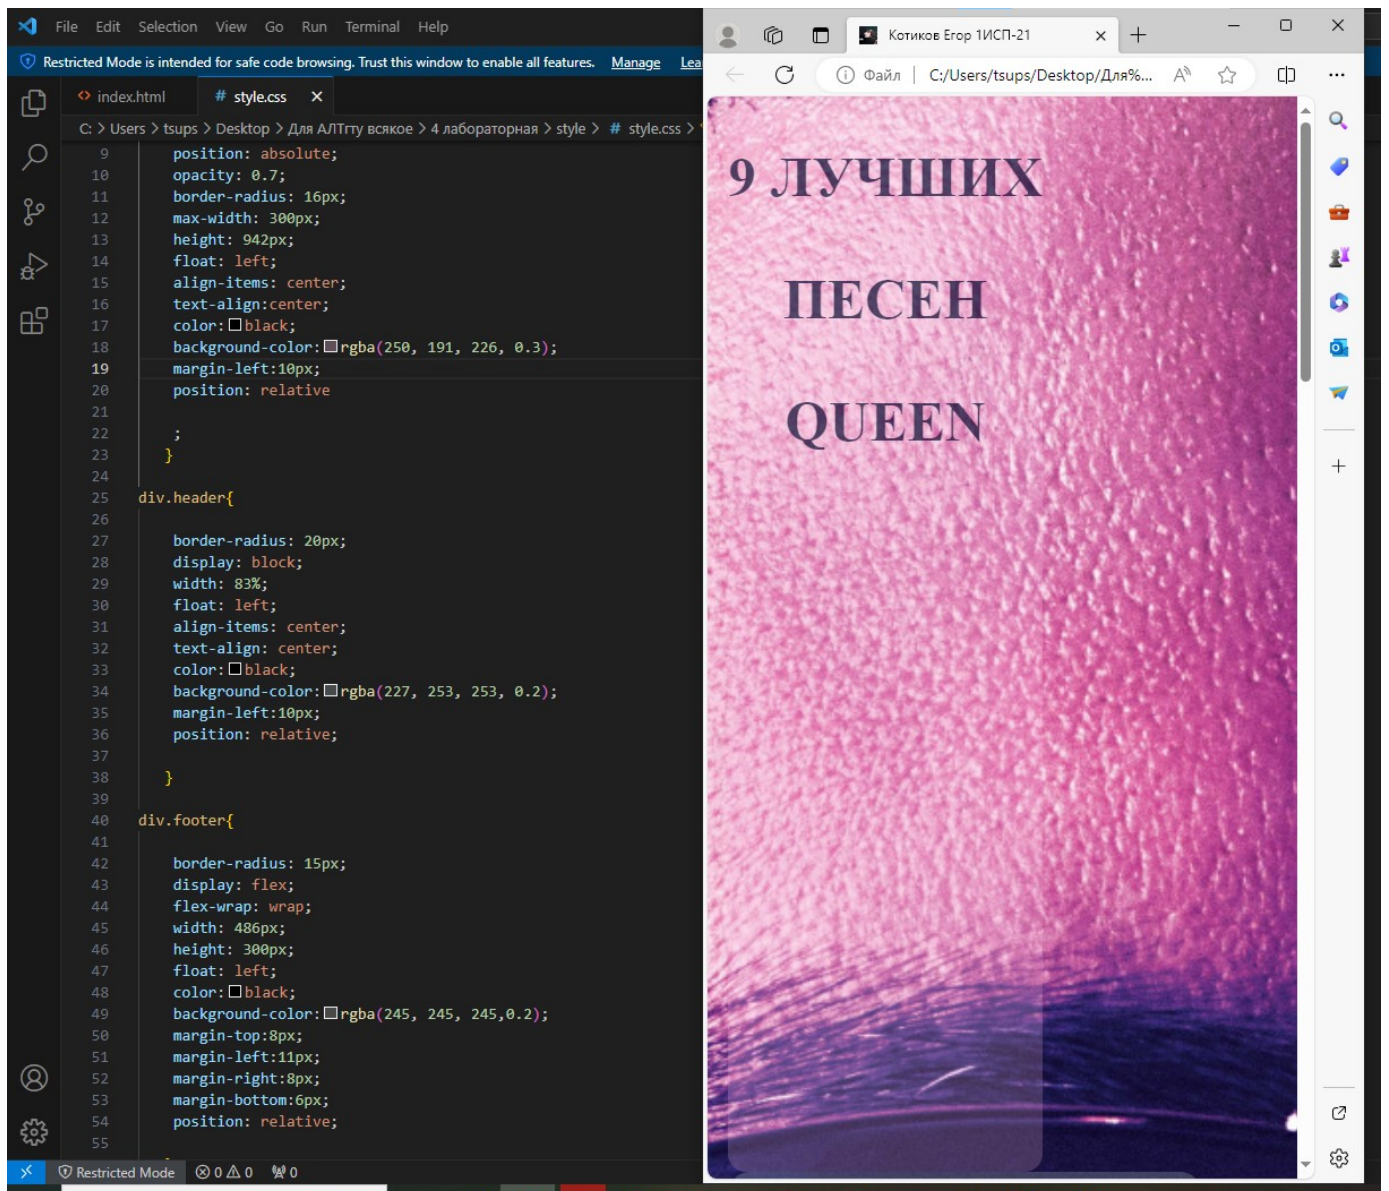 File Edit Selection View Go Run Terminal Help
Restricted Mode is intended for safe code browsing. Trust this window to enable all features. Manage Lea
index.html # style.css
C: > Users > tsups > Desktop > Для АЛТгту всякое > 4 лабораторная > style > # style.css >
9 position: absolute;
10 opacity: 0.7;
11 border-radius: 16px;
12 max-width: 300px;
13 height: 942px;
14 float: left;
15 align-items: center;
16 text-align:center;
17 color: black;
18 background-color: rgba(250, 191, 226, 0.3);
19 margin-left:10px;
20 position: relative
21
22 ;
23 }
24
25 div.header{
26
27 border-radius: 20px;
28 display: block;
29 width: 83%;
30 float: left;
31 align-items: center;
32 text-align: center;
33 color: black;
34 background-color: rgba(227, 253, 253, 0.2);
35 margin-left:10px;
36 position: relative;
37
38 }
39
40 div.footer{
41
42 border-radius: 15px;
43 display: flex;
44 flex-wrap: wrap;
45 width: 486px;
46 height: 300px;
47 float: left;
48 color: black;
49 background-color: rgba(245, 245, 245,0.2);
50 margin-top:8px;
51 margin-left:11px;
52 margin-right:8px;
53 margin-bottom:6px;
54 position: relative;
55
Restricted Mode 0 0 0
Котиков Егор 1ИСП-21
Файл | C:/Users/tsups/Desktop/Для%...
9 ЛУЧШИХ
ПЕСЕН
QUEEN